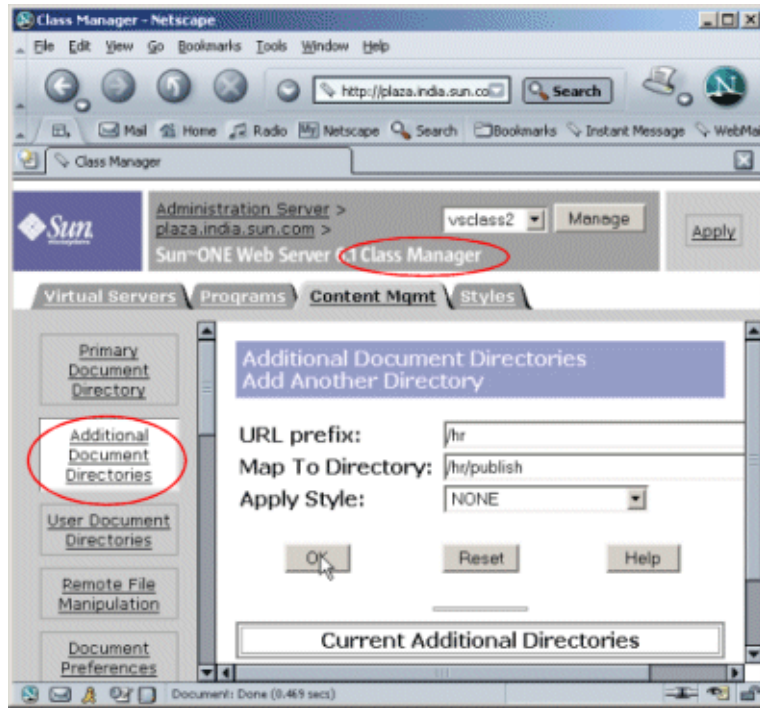 Class Manager - Netscape
File Edit View Go Bookmarks Tools Window Help
http://plaza.india.sun.co
Search
Mail Home Radio My Netscape Search Bookmarks Instant Message WebMai
Class Manager
Sun
Administration Server >
plaza.india.sun.com >
Sun ONE Web Server 6.1 Class Manager
vsclass2
Manage
Apply
Virtual Servers Programs Content Mgmt Styles
Primary
Document
Directory
Additional
Document
Directories
User Document
Directories
Remote File
Manipulation
Document
Preferences
Additional Document Directories
Add Another Directory
URL prefix: /hr
Map To Directory: /hr/publish
Apply Style: NONE
OK Reset Help
Current Additional Directories
Document: Done (0.469 secs)